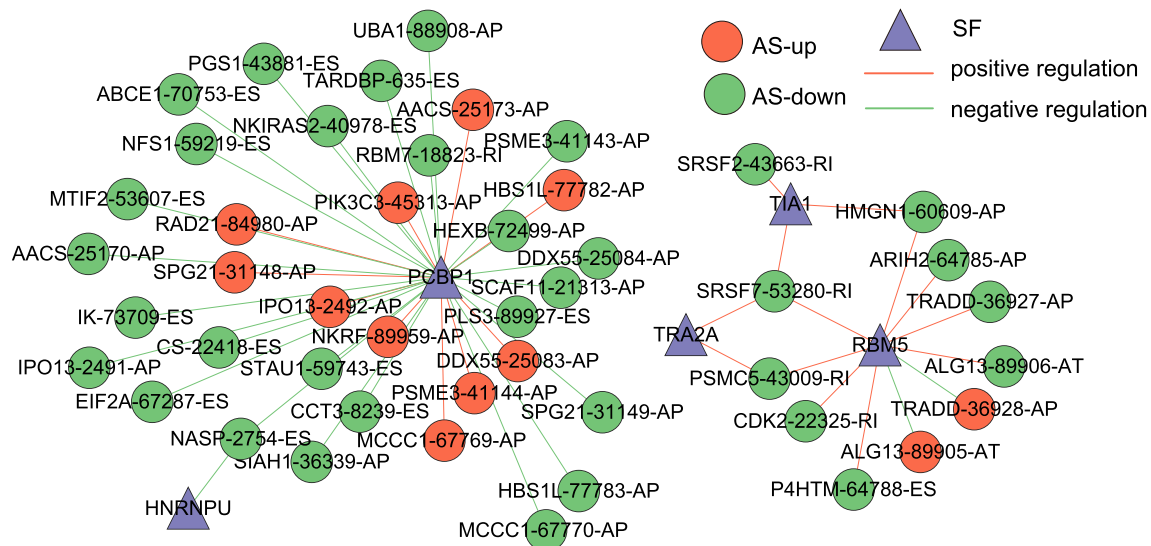 UBA1-88908-AP
PGS1-43881-ES
TARDBP-635-ES
ABCE1-70753-ES
AACS-25173-AP
NKIRAS2-40978-ES
NFS1-59219-ES
RBM7-18823-RI
PSME3-41143-AP
MTIF2-53607-ES
PIK3C3-45313-AP
HBS1L-77782-AP
RAD21-84980-AP
HEXB-72499-AP
AACS-25170-AP
SPG21-31148-AP
PCBP1
DDX55-25084-AP
SCAF11-21313-AP
IPO13-2492-AP
IK-73709-ES
PLS3-89927-ES
NKRF-89959-AP
CS-22418-ES
IPO13-2491-AP
STAU1-59743-ES
DDX55-25083-AP
PSME3-41144-AP
EIF2A-67287-ES
CCT3-8239-ES
SPG21-31149-AP
NASP-2754-ES
MCCC1-67769-AP
SIAH1-36339-AP
HBS1L-77783-AP
HNRNPU
MCCC1-67770-AP
AS-up
AS-down
SF
positive regulation
negative regulation
SRSF2-43663-RI
TIA1
HMGN1-60609-AP
ARIH2-64785-AP
SRSF7-53280-RI
TRADD-36927-AP
TRA2A
RBM5
PSMC5-43009-RI
ALG13-89906-AT
CDK2-22325-RI
TRADD-36928-AP
ALG13-89905-AT
P4HTM-64788-ES